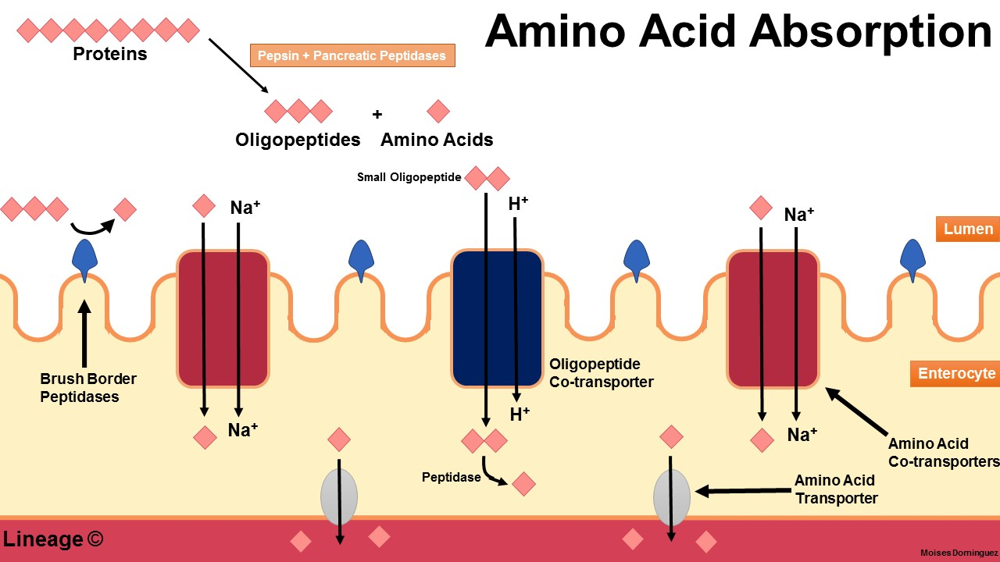 Amino Acid Absorption
Proteins
Pepsin + Pancreatic Peptidases
+
Oligopeptides
Amino Acids
Small Oligopeptide
Na⁺
H⁺
Na⁺
Lumen
Brush Border
Peptidases
Oligopeptide
Co-transporter
Enterocyte
Na⁺
H⁺
Na⁺
Amino Acid
Co-transporters
Peptidase
Amino Acid
Transporter
Lineage ©
Moises Dominguez